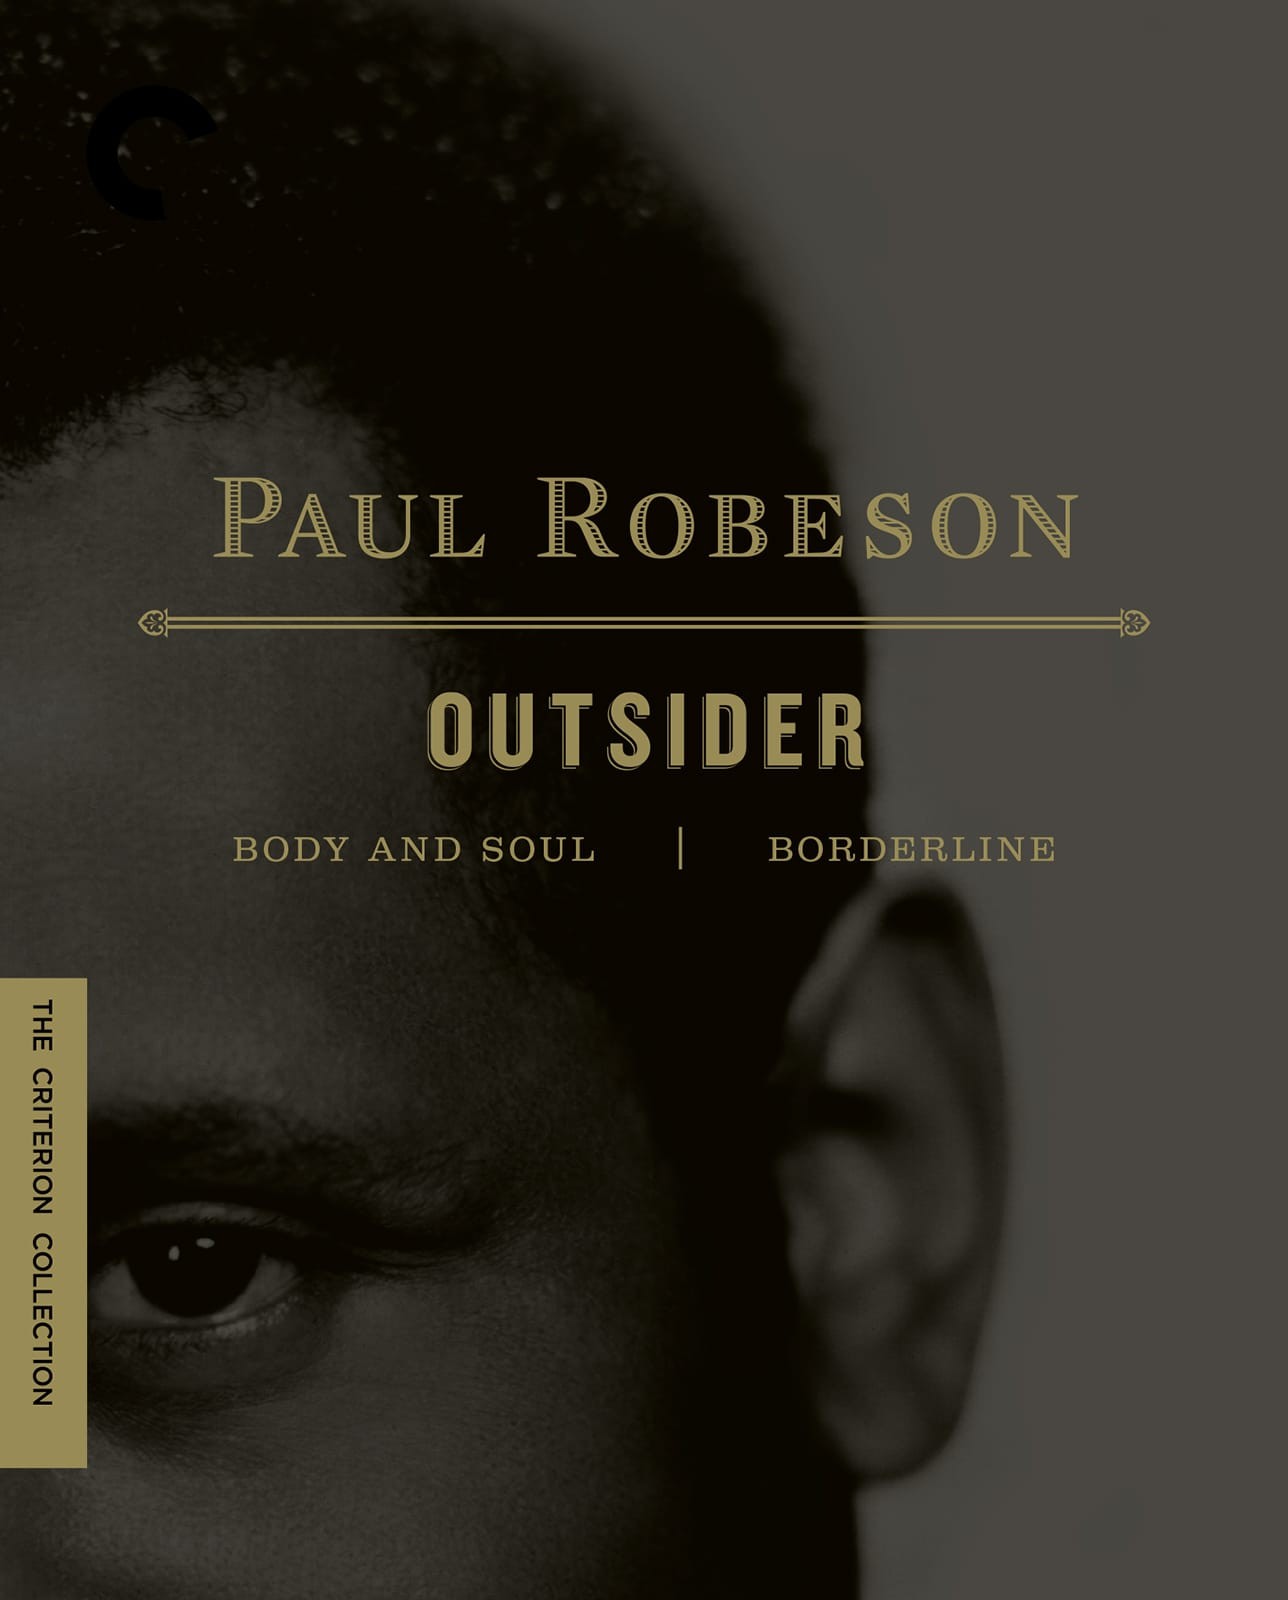 PAUL ROBESON
OUTSIDER
BODY AND SOUL | BORDERLINE
THE CRITERION COLLECTION